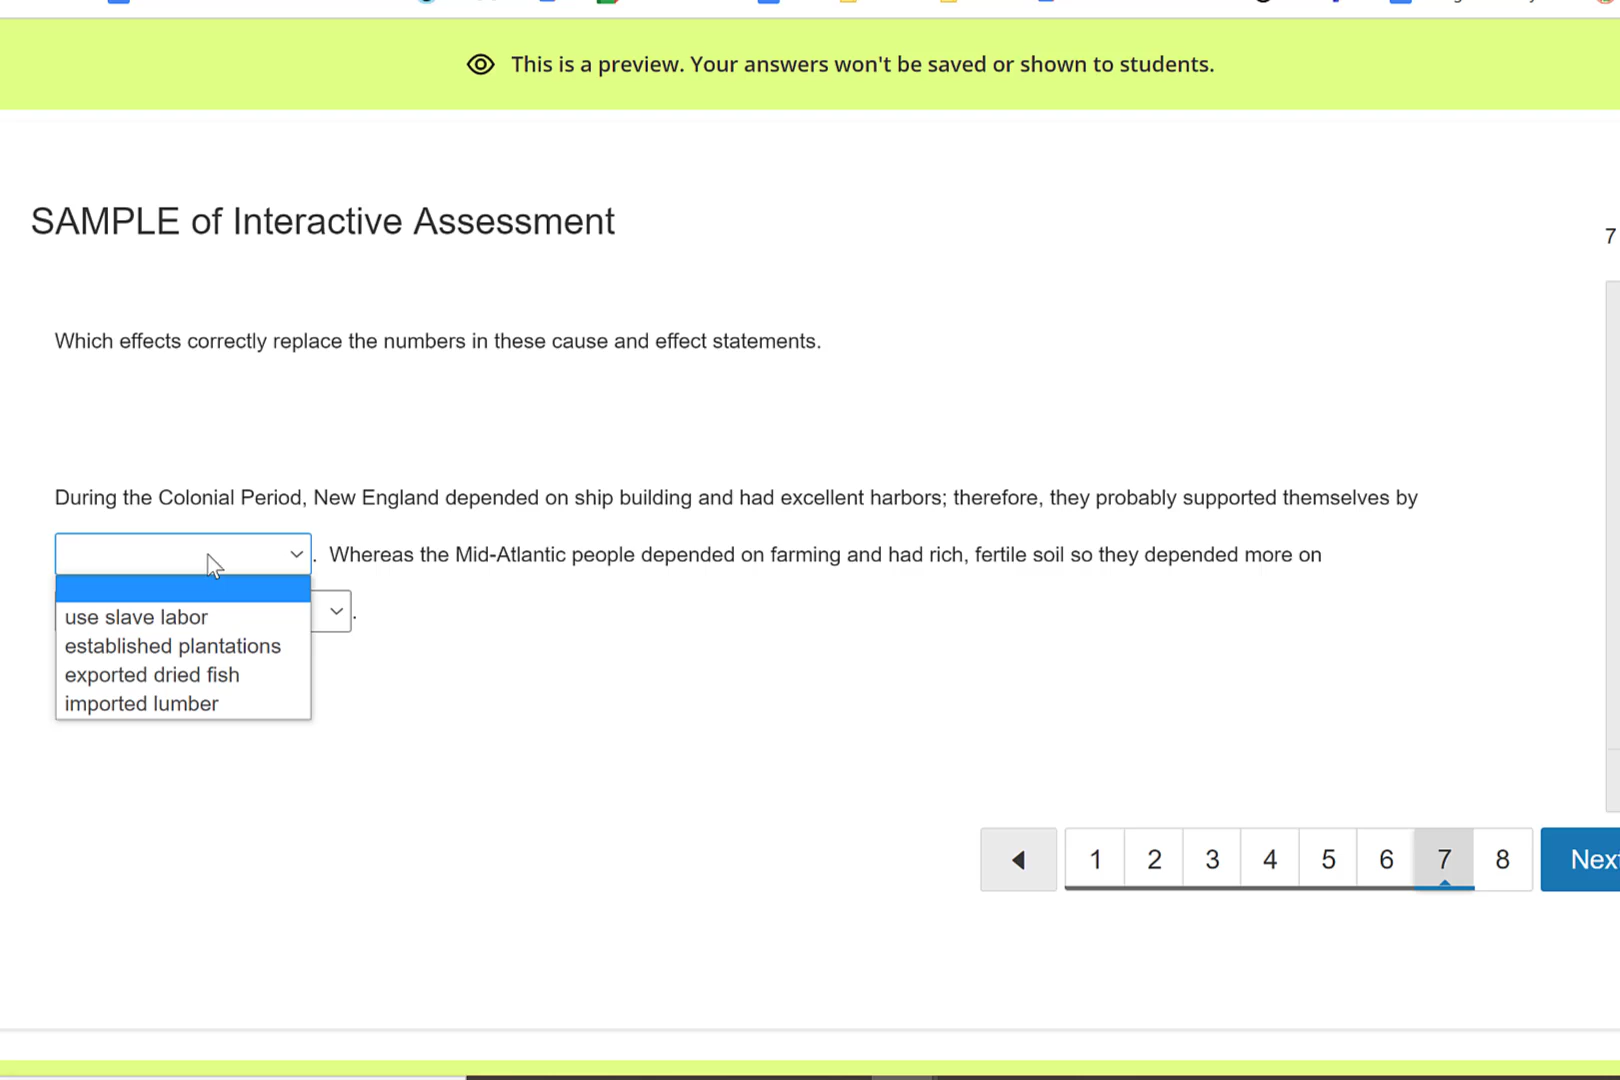 This is a preview. Your answers won't be saved or shown to students.
SAMPLE of Interactive Assessment
7
Which effects correctly replace the numbers in these cause and effect statements.
During the Colonial Period, New England depended on ship building and had excellent harbors; therefore, they probably supported themselves by
. Whereas the Mid-Atlantic people depended on farming and had rich, fertile soil so they depended more on
.
use slave labor
established plantations
exported dried fish
imported lumber
1 2 3 4 5 6 7 8 Nex